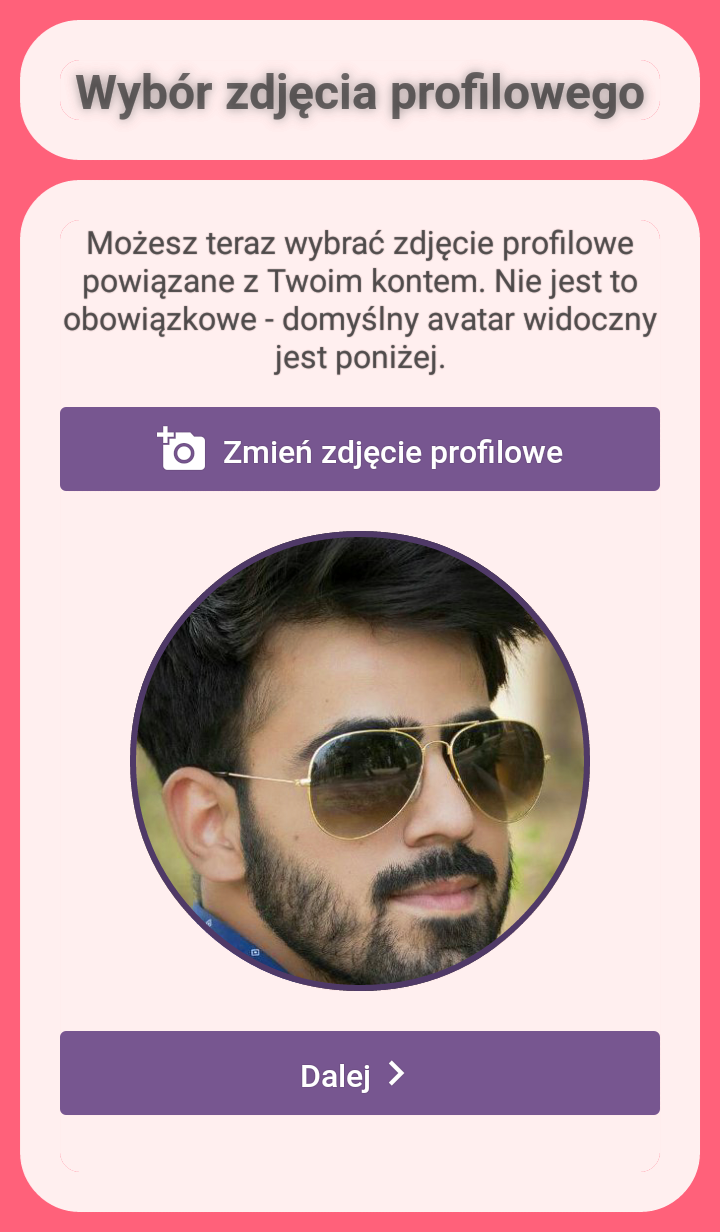 Wybór zdjęcia profilowego
Możesz teraz wybrać zdjęcie profilowe
powiązane z Twoim kontem. Nie jest to
obowiązkowe - domyślny avatar widoczny
jest poniżej.
Zmień zdjęcie profilowe
Dalej